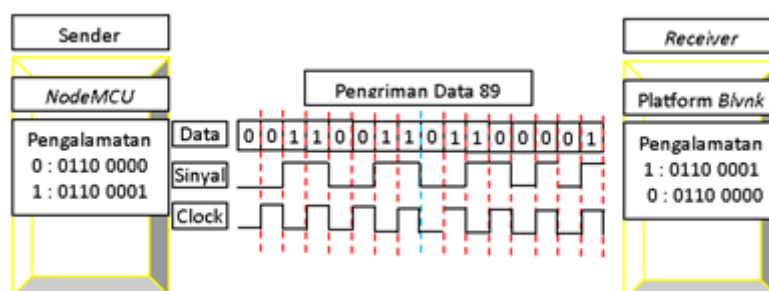 Sender
NodeMCU
Pengalamatan
0 : 0110 0000
1 : 0110 0001
Pengriman Data 89
Data 0 0 1 1 0 0 1 1 0 1 1 0 0 0 0 1
Sinyal
Clock
Receiver
Platform Blynk
Pengalamatan
1 : 0110 0001
0 : 0110 0000